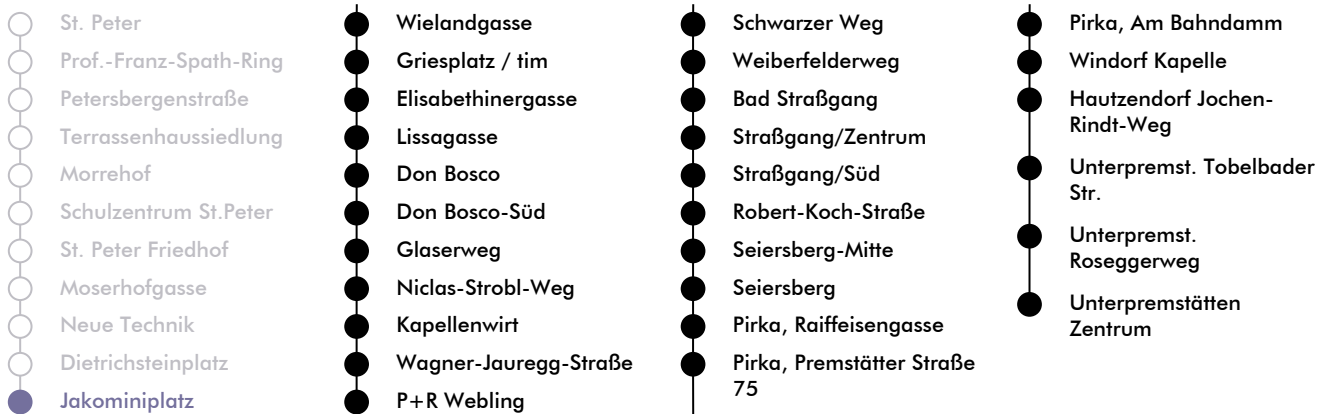 St. Peter
Prof.-Franz-Spath-Ring
Petersbergenstraße
Terrassenhaussiedlung
Morrehof
Schulzentrum St.Peter
St. Peter Friedhof
Moserhofgasse
Neue Technik
Dietrichsteinplatz
Jakominiplatz
Wielandgasse
Griesplatz / tim
Elisabethinergasse
Lissagasse
Don Bosco
Don Bosco-Süd
Glaserweg
Niclas-Strobl-Weg
Kapellenwirt
Wagner-Jauregg-Straße
P+R Webling
Schwarzer Weg
Weiberfelderweg
Bad Straßgang
Straßgang/Zentrum
Straßgang/Süd
Robert-Koch-Straße
Seiersberg-Mitte
Seiersberg
Pirka, Raiffeisengasse
Pirka, Premstätter Straße
75
Pirka, Am Bahndamm
Windorf Kapelle
Hautzendorf Jochen-
Rindt-Weg
Unterpremst. Tobelbader
Str.
Unterpremst.
Roseggerweg
Unterpremstätten
Zentrum